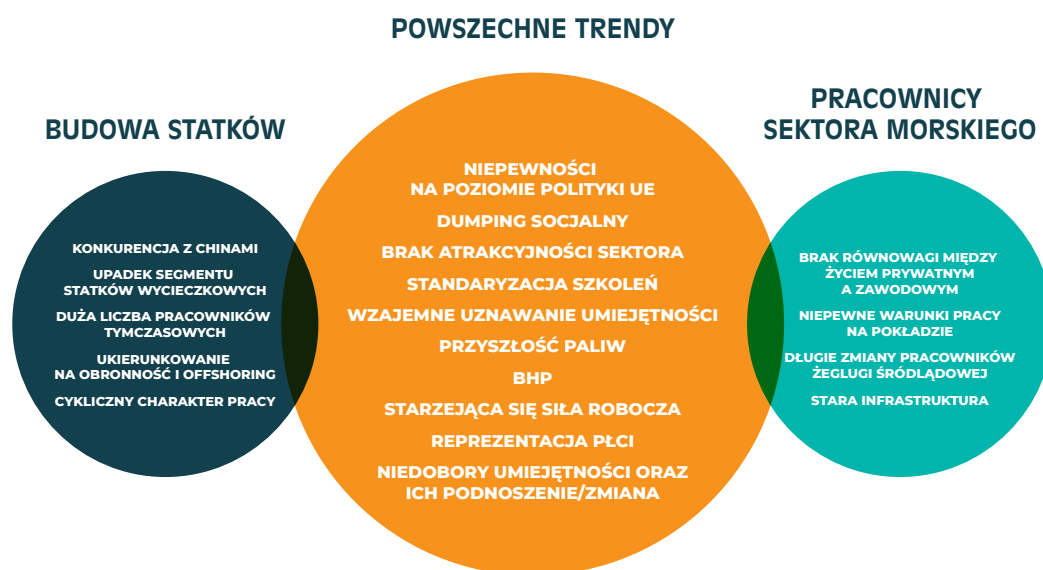 POWSZECHNE TRENDY
BUDOWA STATKÓW
KONKURENCJA Z CHINAMI
UPADEK SEGMENTU
STATKÓW WYCIECZKOWYCH
DUŻA LICZBA PRACOWNIKÓW
TYMCZASOWYCH
UKIERUNKOWANIE
NA OBRONNOŚĆ I OFFSHORING
CYKLICZNY CHARAKTER PRACY
NIEPEWNOŚCI
NA POZIOMIE POLITYKI UE
DUMPING SOCJALNY
BRAK ATRAKCYJNOŚCI SEKTORA
STANDARYZACJA SZKOLEŃ
WZAJEMNE UZNAWANIE UMIEJĘTNOŚCI
PRZYSZŁOŚĆ PALIW
BHP
STARZEJĄCA SIĘ SIŁA ROBOCZA
REPREZENTACJA PŁCI
NIEDOBORY UMIEJĘTNOŚCI ORAZ
ICH PODNOSZENIE/ZMIANA
PRACOWNICY
SEKTORA MORSKIEGO
BRAK RÓWNOWAGI MIĘDZY
ŻYCIEM PRYWATNYM
A ZAWODOWYM
NIEPEWNE WARUNKI PRACY
NA POKŁADZIE
DŁUGIE ZMIANY PRACOWNIKÓW
ŻEGLUGI ŚRÓDLĄDOWEJ
STARA INFRASTRUKTURA